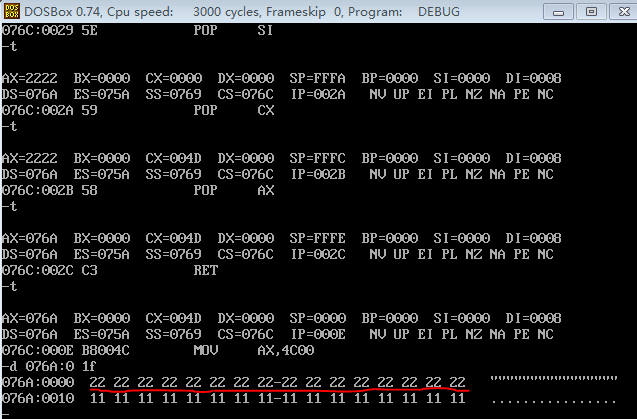 DOSBox 0.74, Cpu speed: 3000 cycles, Frameskip 0, Program: DEBUG
076C:0029 5E POP SI
-t
AX=2222 BX=0000 CX=0000 DX=0000 SP=FFFA BP=0000 SI=0000 DI=0008
DS=076A ES=075A SS=0769 CS=076C IP=002A NV UP EI PL NZ NA PE NC
076C:002A 59 POP CX
-t
AX=2222 BX=0000 CX=004D DX=0000 SP=FFFC BP=0000 SI=0000 DI=0008
DS=076A ES=075A SS=0769 CS=076C IP=002B NV UP EI PL NZ NA PE NC
076C:002B 58 POP AX
-t
AX=076A BX=0000 CX=004D DX=0000 SP=FFFE BP=0000 SI=0000 DI=0008
DS=076A ES=075A SS=0769 CS=076C IP=002C NV UP EI PL NZ NA PE NC
076C:002C C3 RET
-t
AX=076A BX=0000 CX=004D DX=0000 SP=0000 BP=0000 SI=0000 DI=0008
DS=076A ES=075A SS=0769 CS=076C IP=000E NV UP EI PL NZ NA PE NC
076C:000E B8004C MOV AX,4C00
-d 076A:0 1f
076A:0000 22 22 22 22 22 22 22 22-22 22 22 22 22 22 22 22 """"""""""""""""
076A:0010 11 11 11 11 11 11 11 11-11 11 11 11 11 11 11 11 ................
-